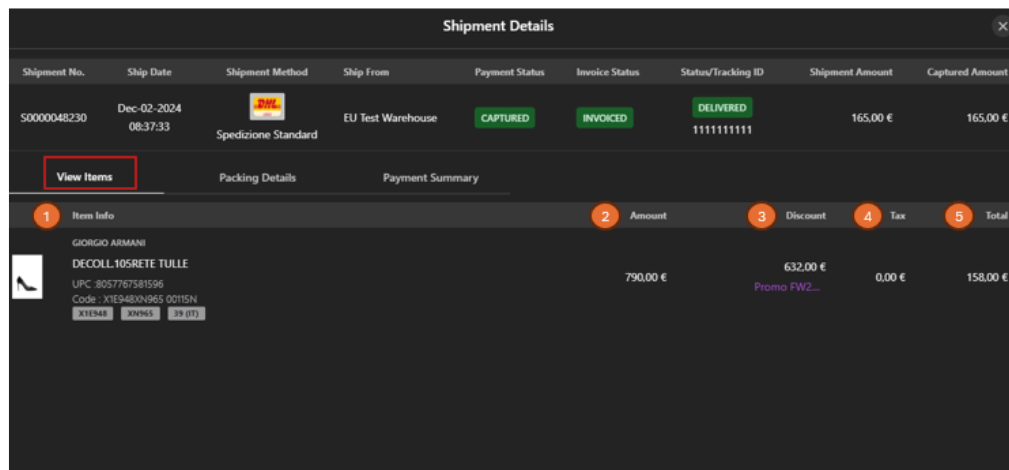 Shipment Details
Shipment No. Ship Date Shipment Method Ship From Payment Status Invoice Status Status/Tracking ID Shipment Amount Captured Amount
S0000048230 Dec-02-2024 08:37:33 DHL Spedizione Standard EU Test Warehouse CAPTURED INVOICED DELIVERED 1111111111 165,00 € 165,00 €
View Items Packing Details Payment Summary
1 Item Info 2 Amount 3 Discount 4 Tax 5 Total
GIORGIO ARMANI
DECOLL.105RETE TULLE
UPC :8057767581596
Code : X1E948XN965 00115N
X1E948 XN965 39 (IT)
790,00 € 632,00 € 0,00 € 158,00 €
Promo FW2...